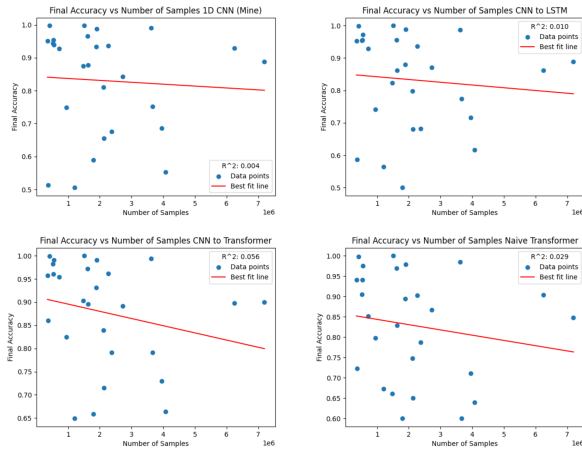 Final Accuracy vs Number of Samples 1D CNN (Mine)
Final Accuracy
1.0
0.9
0.8
0.7
0.6
0.5
R^2: 0.004
Data points
Best fit line
1 2 3 4 5 6 7
Number of Samples
1e6
Final Accuracy vs Number of Samples CNN to LSTM
Final Accuracy
1.0
0.9
0.8
0.7
0.6
0.5
R^2: 0.010
Data points
Best fit line
1 2 3 4 5 6 7
Number of Samples
1e6
Final Accuracy vs Number of Samples CNN to Transformer
Final Accuracy
1.00
0.95
0.90
0.85
0.80
0.75
0.70
0.65
R^2: 0.056
Data points
Best fit line
1 2 3 4 5 6 7
Number of Samples
1e6
Final Accuracy vs Number of Samples Naive Transformer
Final Accuracy
1.00
0.95
0.90
0.85
0.80
0.75
0.70
0.65
0.60
R^2: 0.029
Data points
Best fit line
1 2 3 4 5 6 7
Number of Samples
1e6